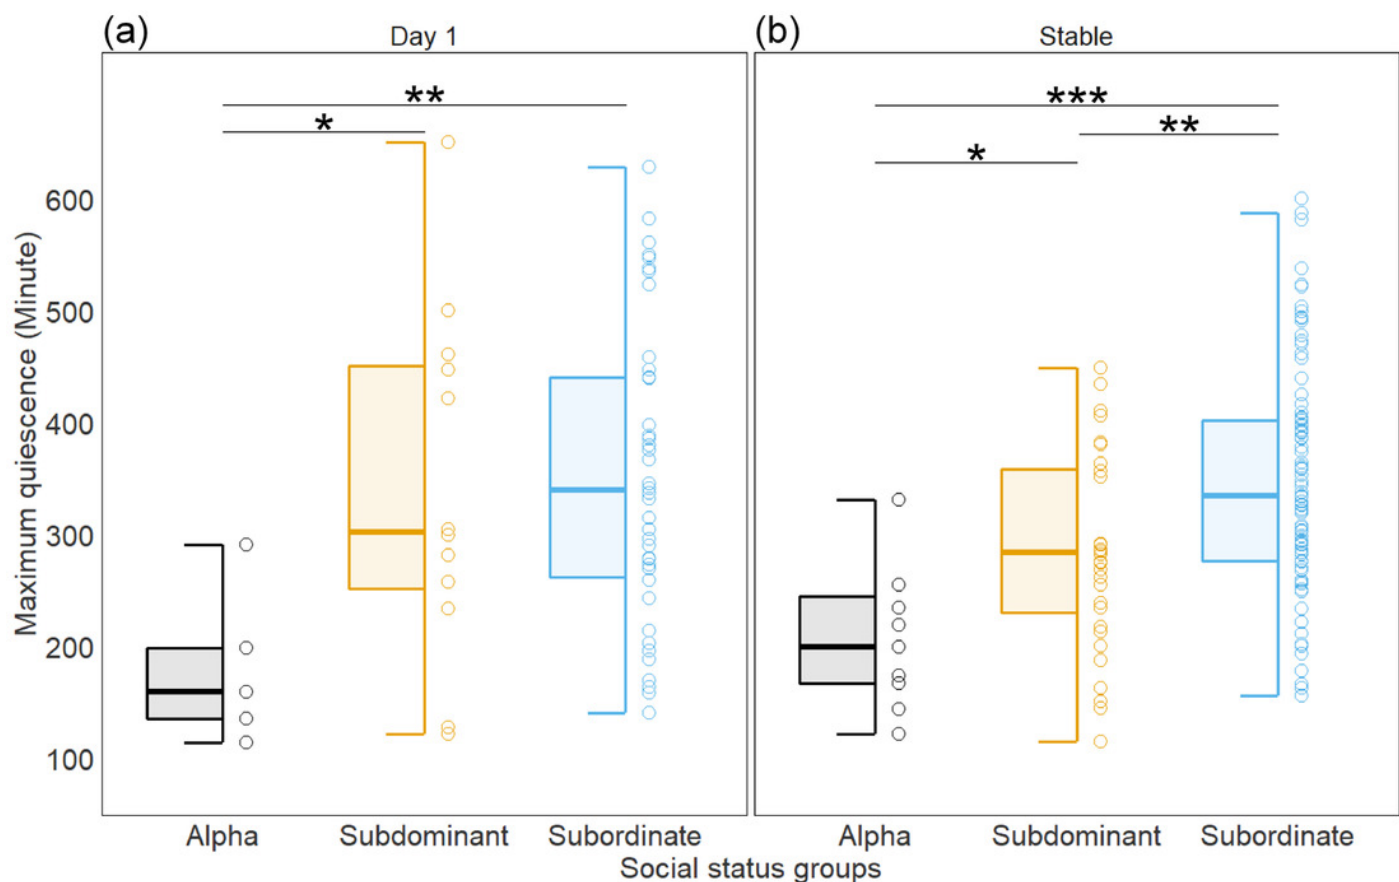 (a) Day 1
(b) Stable
Maximum quiescence (Minute)
600
500
400
300
200
100
** 
*
***
**
*
Alpha Subdominant Subordinate
Alpha Subdominant Subordinate
Social status groups